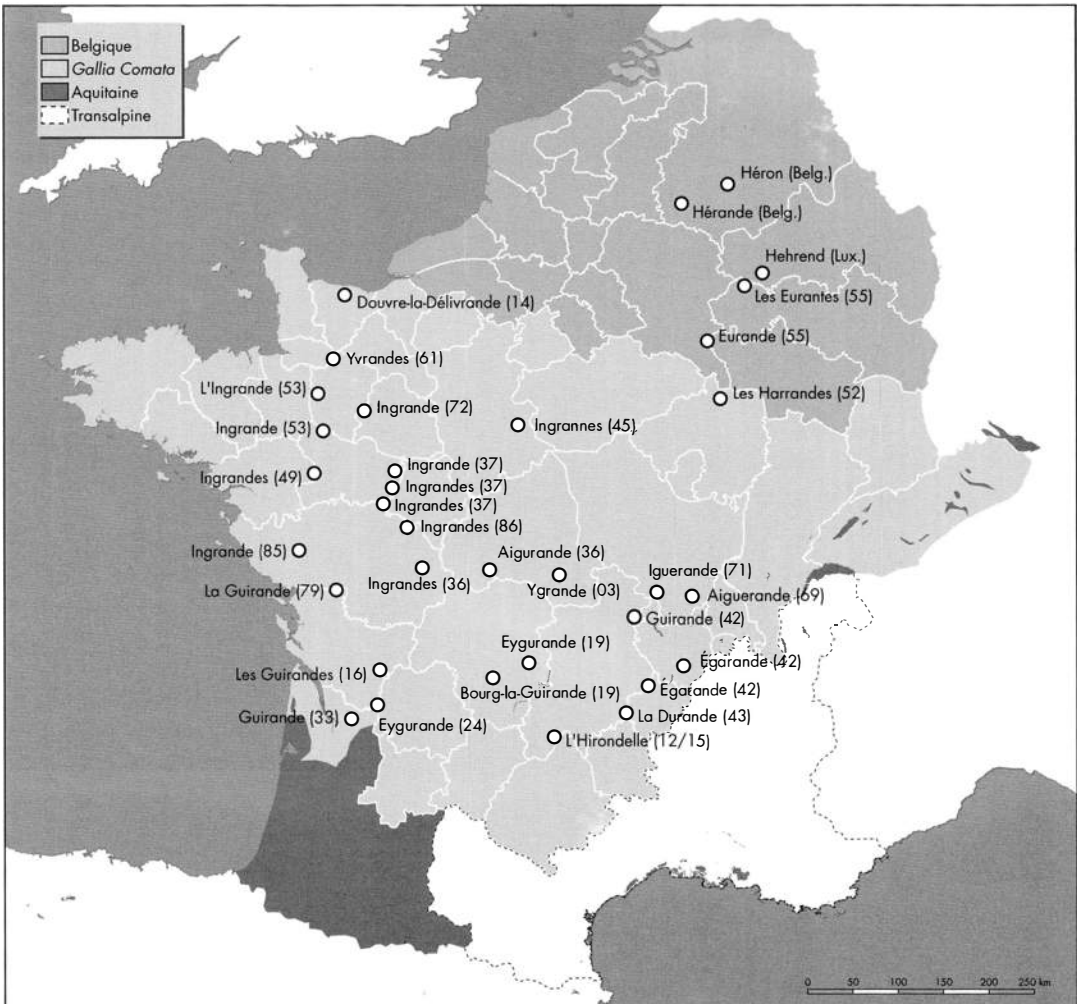 Belgique
Gallia Comata
Aquitaine
Transalpine
Héron (Belg.)
Hérande (Belg.)
Hehrend (Lux.)
Les Eurantes (55)
Douvre-la-Délivrande (14)
Eurande (55)
Yvrandes (61)
L'Ingrande (53)
Les Harrandes (52)
Ingrande (72)
Ingrannes (45)
Ingrande (53)
Ingrande (37)
Ingrandes (49)
Ingrandes (37)
Ingrandes (37)
Ingrandes (86)
Ingrande (85)
Aigurande (36)
Iguerande (71)
Ingrandes (36)
Ygrande (03)
La Guirande (79)
Aiguerande (69)
Guirande (42)
Eygurande (19)
Égarande (42)
Les Guirandes (16)
Bourg-la-Guirande (19)
Égarande (42)
Guirande (33)
Eygurande (24)
La Durande (43)
L'Hirondelle (12/15)
0 50 100 150 200 250 km